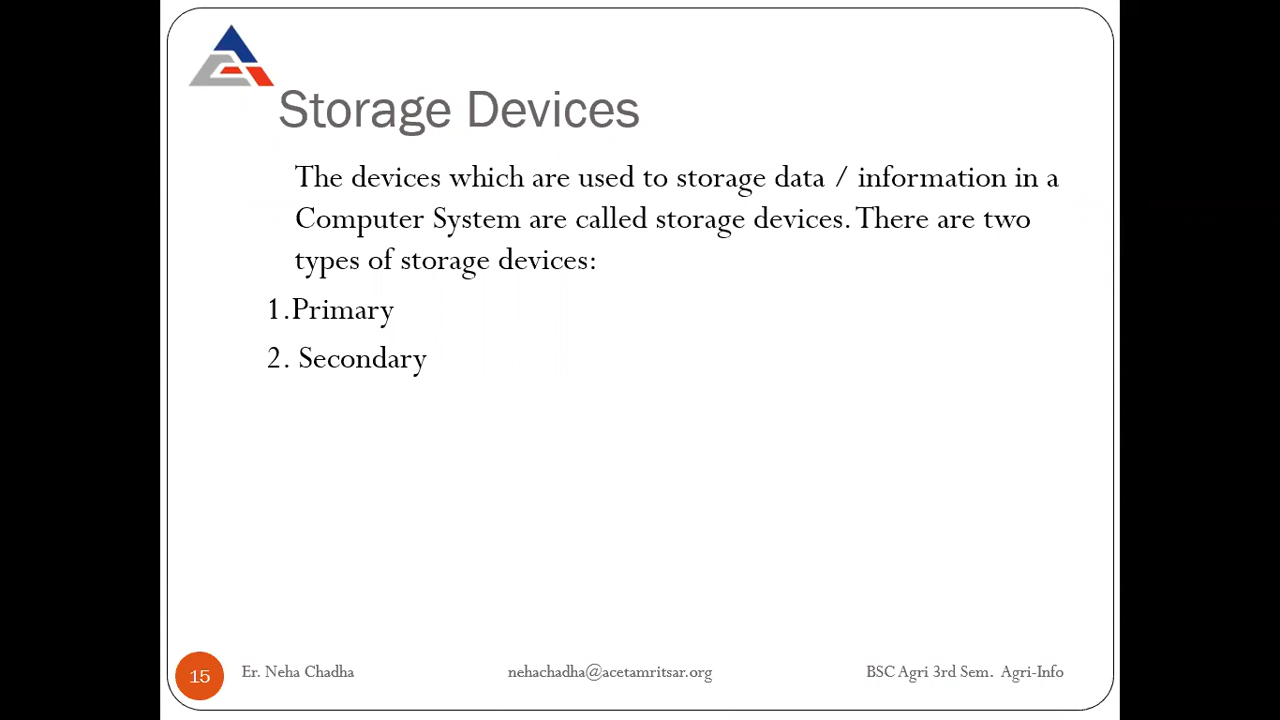 Storage Devices
The devices which are used to storage data / information in a
Computer System are called storage devices. There are two
types of storage devices:
1.Primary
2. Secondary
15 Er. Neha Chadha nehachadha@acetamritsar.org BSC Agri 3rd Sem. Agri-Info